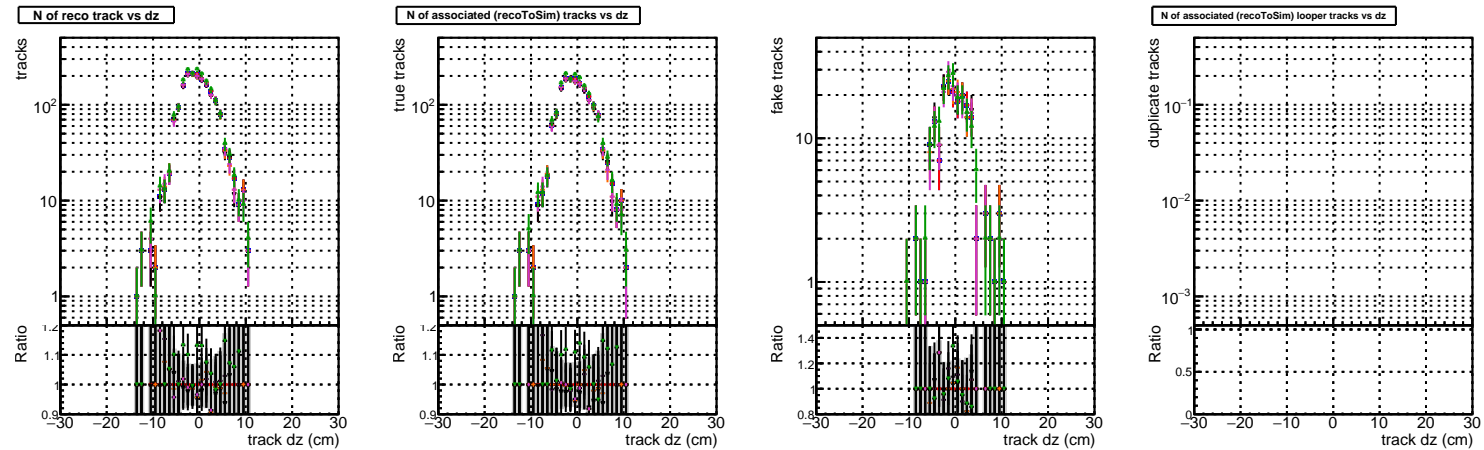 N of reco track vs dz
tracks
10²
10
1
Ratio
1.2
1.1
1
0.9
−30 −20 −10 0 10 20 30
track dz (cm)
N of associated (recoToSim) tracks vs dz
true tracks
10²
10
1
Ratio
1.2
1.1
1
0.9
−30 −20 −10 0 10 20 30
track dz (cm)
fake tracks
10
1
Ratio
1.4
1.2
1
0.8
−30 −20 −10 0 10 20 30
track dz (cm)
N of associated (recoToSim) looper tracks vs dz
duplicate tracks
10⁻¹
10⁻²
10⁻³
Ratio
1
0.5
0
−30 −20 −10 0 10 20 30
track dz (cm)